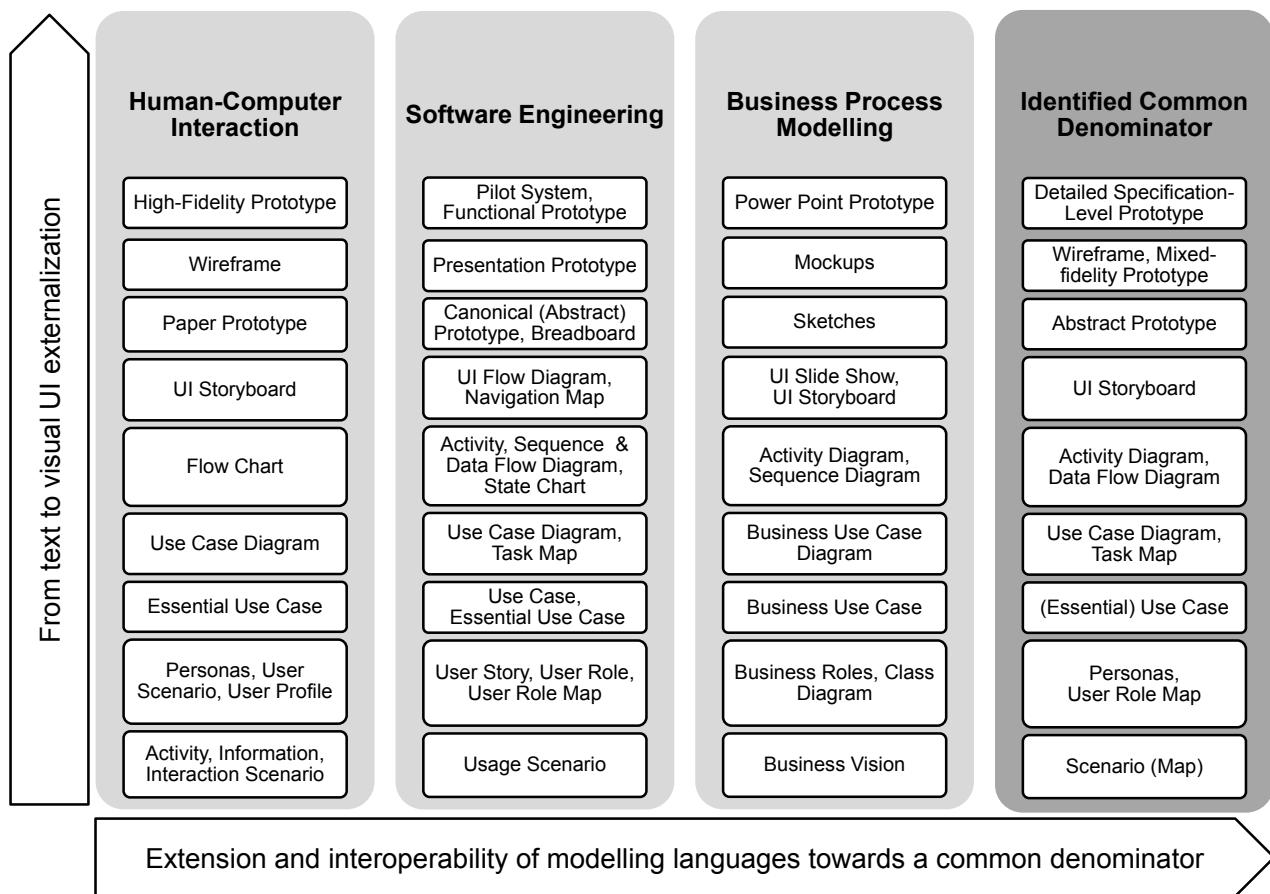 From text to visual UI externalization
Human-Computer
Interaction
High-Fidelity Prototype
Wireframe
Paper Prototype
UI Storyboard
Flow Chart
Use Case Diagram
Essential Use Case
Personas, User
Scenario, User Profile
Activity, Information,
Interaction Scenario
Software Engineering
Pilot System,
Functional Prototype
Presentation Prototype
Canonical (Abstract)
Prototype, Breadboard
UI Flow Diagram,
Navigation Map
Activity, Sequence &
Data Flow Diagram,
State Chart
Use Case Diagram,
Task Map
Use Case,
Essential Use Case
User Story, User Role,
User Role Map
Usage Scenario
Business Process
Modelling
Power Point Prototype
Mockups
Sketches
UI Slide Show,
UI Storyboard
Activity Diagram,
Sequence Diagram
Business Use Case
Diagram
Business Use Case
Business Roles, Class
Diagram
Business Vision
Identified Common
Denominator
Detailed Specification-
Level Prototype
Wireframe, Mixed-
fidelity Prototype
Abstract Prototype
UI Storyboard
Activity Diagram,
Data Flow Diagram
Use Case Diagram,
Task Map
(Essential) Use Case
Personas,
User Role Map
Scenario (Map)
Extension and interoperability of modelling languages towards a common denominator